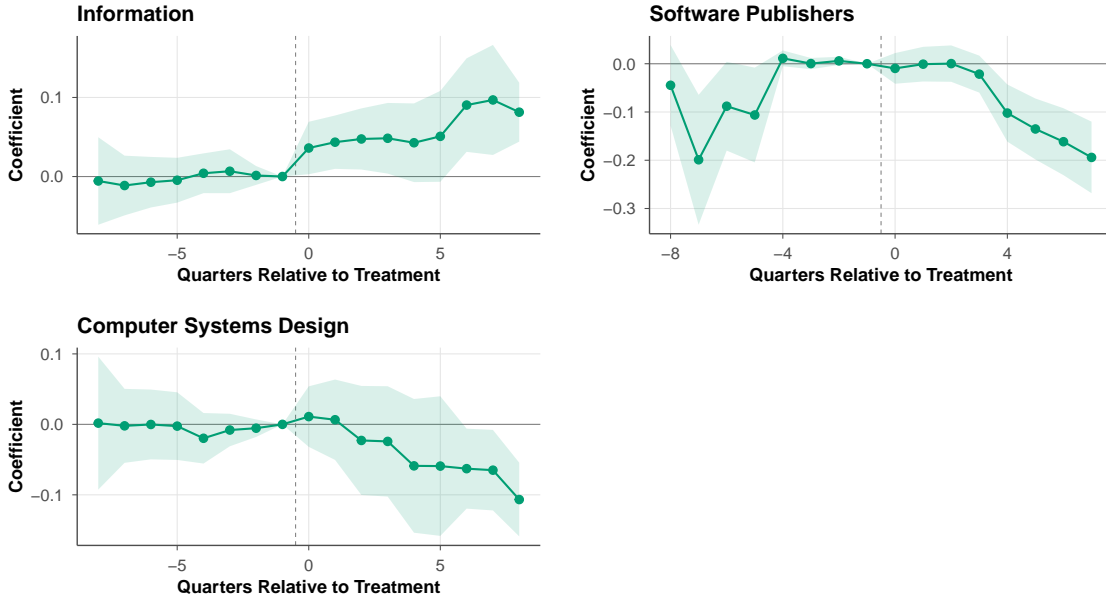 Information
Coefficient
0.1
0.0
−5
0
5
Quarters Relative to Treatment
Software Publishers
Coefficient
0.0
−0.1
−0.2
−0.3
−8
−4
0
4
Quarters Relative to Treatment
Computer Systems Design
Coefficient
0.1
0.0
−0.1
−5
0
5
Quarters Relative to Treatment